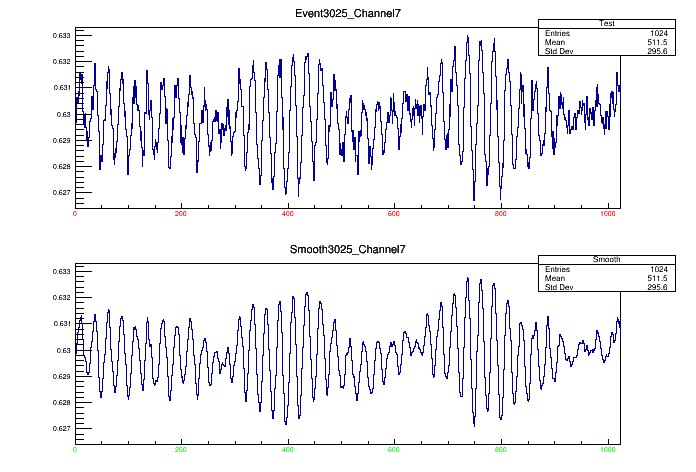 Event3025_Channel7
Test
Entries 1024
Mean 511.5
Std Dev 295.6
0.633
0.632
0.631
0.63
0.629
0.628
0.627
0 200 400 600 800 1000
Smooth3025_Channel7
Smooth
Entries 1024
Mean 511.5
Std Dev 295.6
0.633
0.632
0.631
0.63
0.629
0.628
0.627
0 200 400 600 800 1000